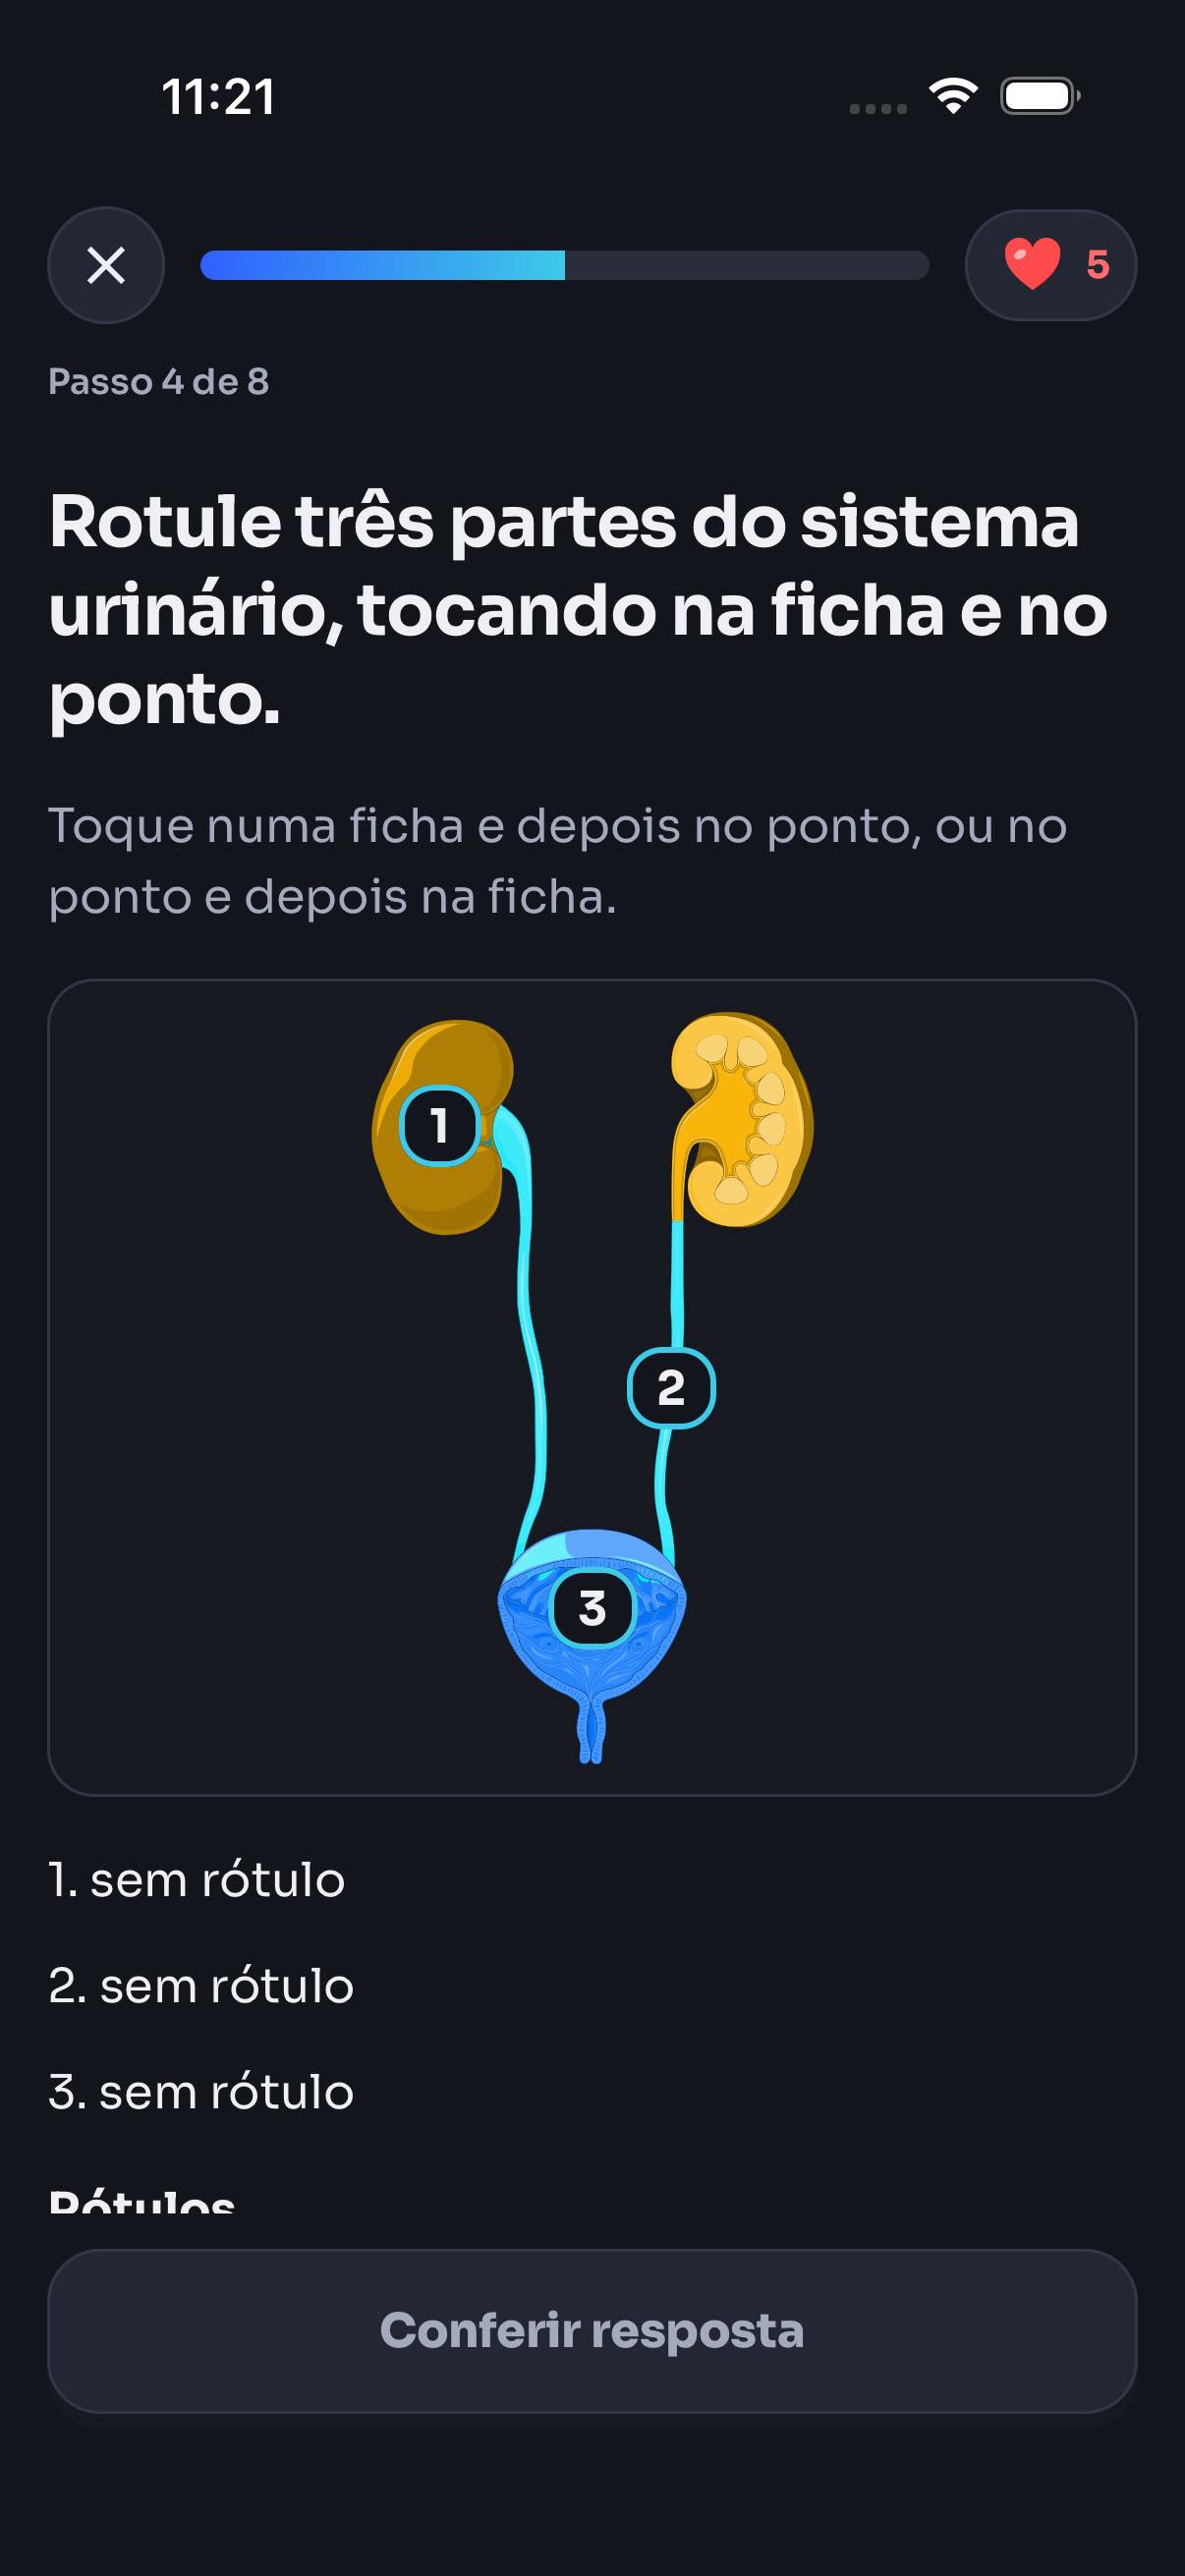 11:21
5
Passo 4 de 8
Rotule três partes do sistema
urinário, tocando na ficha e no
ponto.
Toque numa ficha e depois no ponto, ou no
ponto e depois na ficha.
1
2
3
1. sem rótulo
2. sem rótulo
3. sem rótulo
Rótulos
Conferir resposta